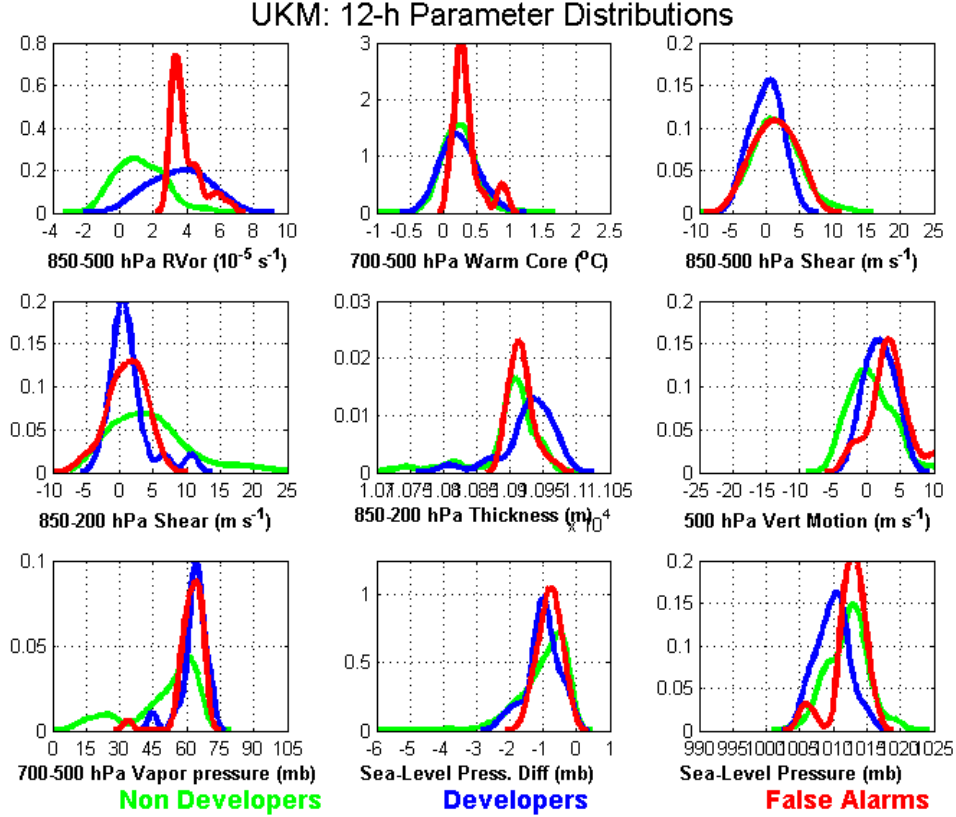 UKM: 12-h Parameter Distributions
0.8
0.6
0.4
0.2
0
-4 -2 0 2 4 6 8 10
850-500 hPa RVor (10⁻⁵ s⁻¹)
3
2
1
0
-1 -0.5 0 0.5 1 1.5 2 2.5
700-500 hPa Warm Core (ºC)
0.2
0.15
0.1
0.05
0
-10 -5 0 5 10 15 20 25
850-500 hPa Shear (m s⁻¹)
0.2
0.15
0.1
0.05
0
-10 -5 0 5 10 15 20 25
850-200 hPa Shear (m s⁻¹)
0.03
0.02
0.01
0
1.07 1.075 1.08 1.085 1.09 1.095 1.1 1.105
850-200 hPa Thickness (m)
x 10⁴
0.2
0.15
0.1
0.05
0
-25 -20 -15 -10 -5 0 5 10
500 hPa Vert Motion (m s⁻¹)
0.1
0.05
0
0 15 30 45 60 75 90 105
700-500 hPa Vapor pressure (mb)
1
0.5
0
-6 -5 -4 -3 -2 -1 0 1
Sea-Level Press. Diff (mb)
0.2
0.15
0.1
0.05
0
990 995 1000 1005 1010 1015 1020 1025
Sea-Level Pressure (mb)
Non Developers
Developers
False Alarms